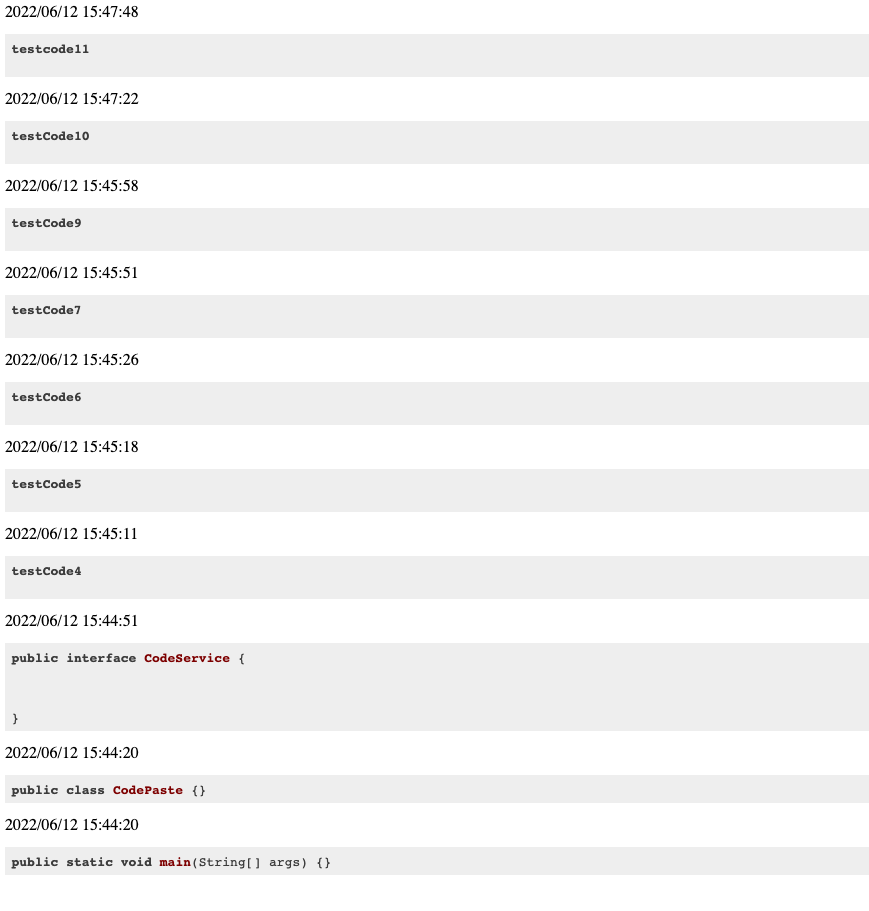 2022/06/12 15:47:48
testcode11
2022/06/12 15:47:22
testCode10
2022/06/12 15:45:58
testCode9
2022/06/12 15:45:51
testCode7
2022/06/12 15:45:26
testCode6
2022/06/12 15:45:18
testCode5
2022/06/12 15:45:11
testCode4
2022/06/12 15:44:51
public interface CodeService {
}
2022/06/12 15:44:20
public class CodePaste {}
2022/06/12 15:44:20
public static void main(String[] args) {}